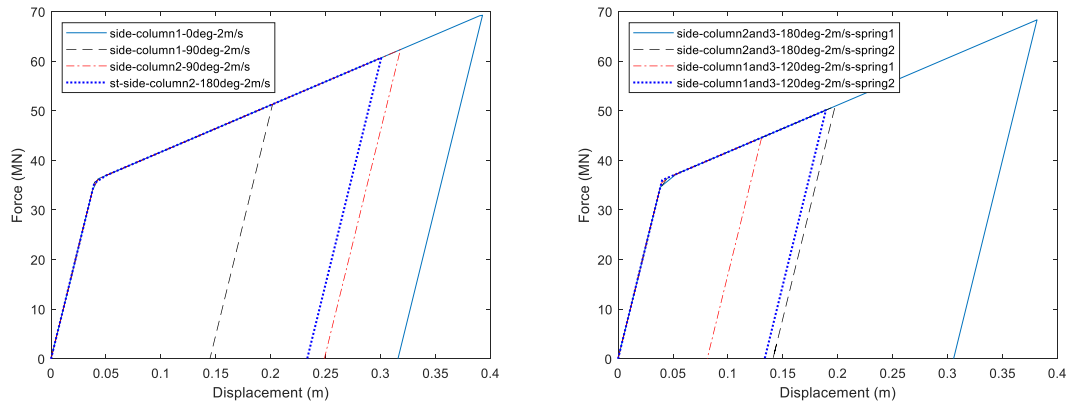 70
60
50
40
30
20
10
0
Force (MN)
side-column1-0deg-2m/s
side-column1-90deg-2m/s
side-column2-90deg-2m/s
st-side-column2-180deg-2m/s
0 0.05 0.1 0.15 0.2 0.25 0.3 0.35 0.4
Displacement (m)
70
60
50
40
30
20
10
0
Force (MN)
side-column2and3-180deg-2m/s-spring1
side-column2and3-180deg-2m/s-spring2
side-column1and3-120deg-2m/s-spring1
side-column1and3-120deg-2m/s-spring2
0 0.05 0.1 0.15 0.2 0.25 0.3 0.35 0.4
Displacement (m)